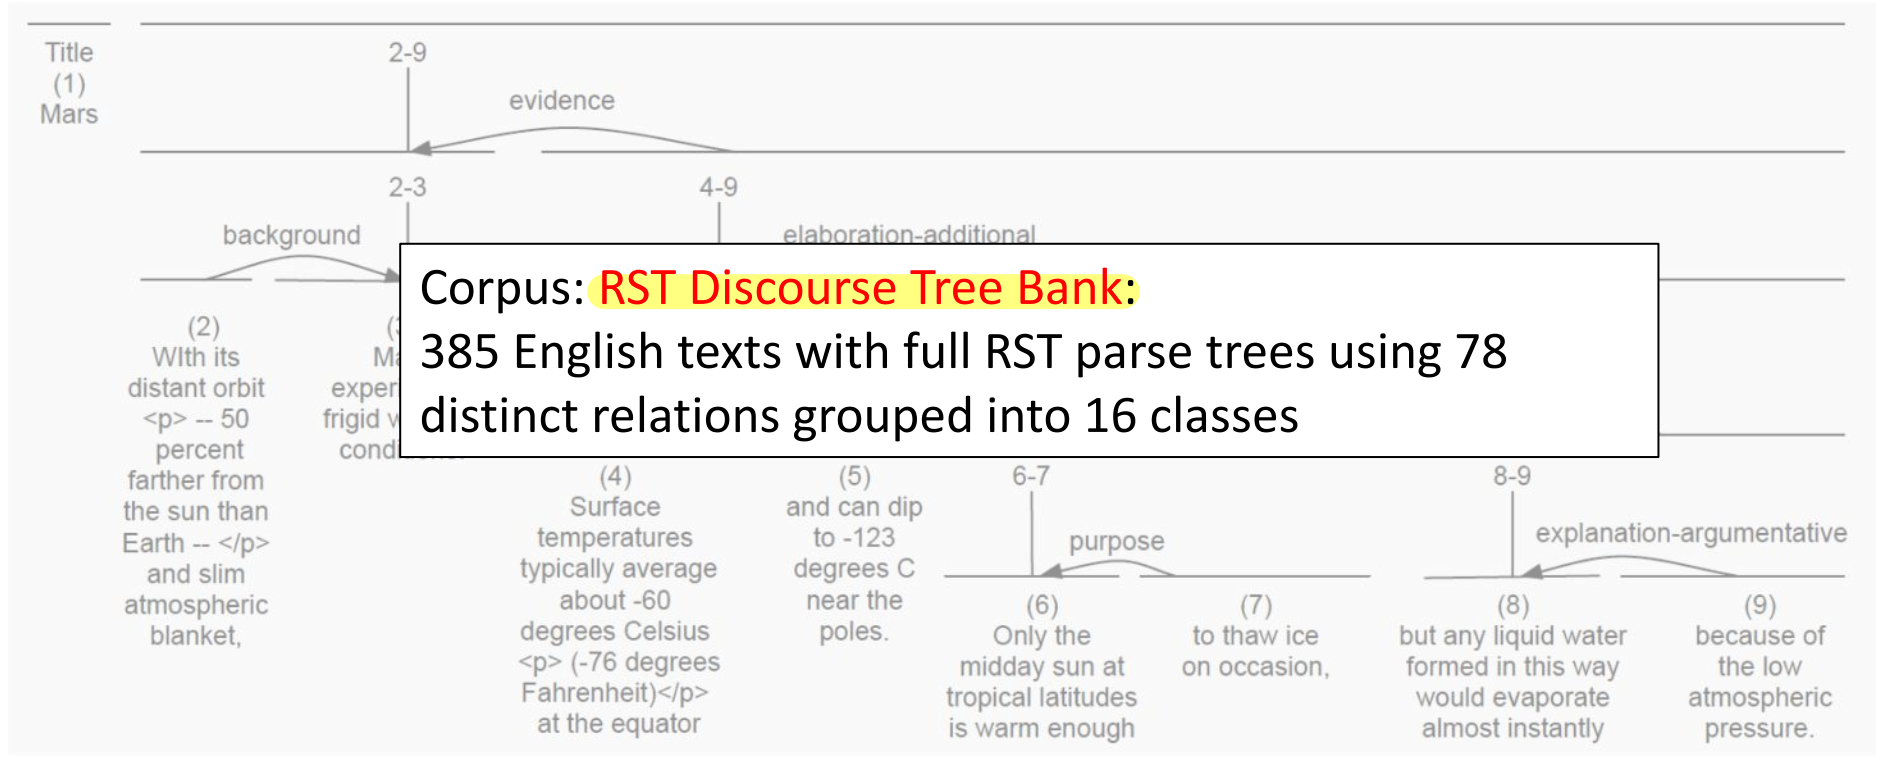 Title
(1)
Mars
2-9
evidence
2-3
4-9
background
elaboration-additional
Corpus: RST Discourse Tree Bank:
385 English texts with full RST parse trees using 78
distinct relations grouped into 16 classes
(2)
WIth its
distant orbit
<p> -- 50
percent
farther from
the sun than
Earth -- </p>
and slim
atmospheric
blanket,
frigid
(4)
Surface
temperatures
typically average
about -60
degrees Celsius
<p> (-76 degrees
Fahrenheit)</p>
at the equator
(5)
and can dip
to -123
degrees C
near the
poles.
6-7
purpose
(6)
Only the
midday sun at
tropical latitudes
is warm enough
(7)
to thaw ice
on occasion,
8-9
explanation-argumentative
(8)
but any liquid water
formed in this way
would evaporate
almost instantly
(9)
because of
the low
atmospheric
pressure.